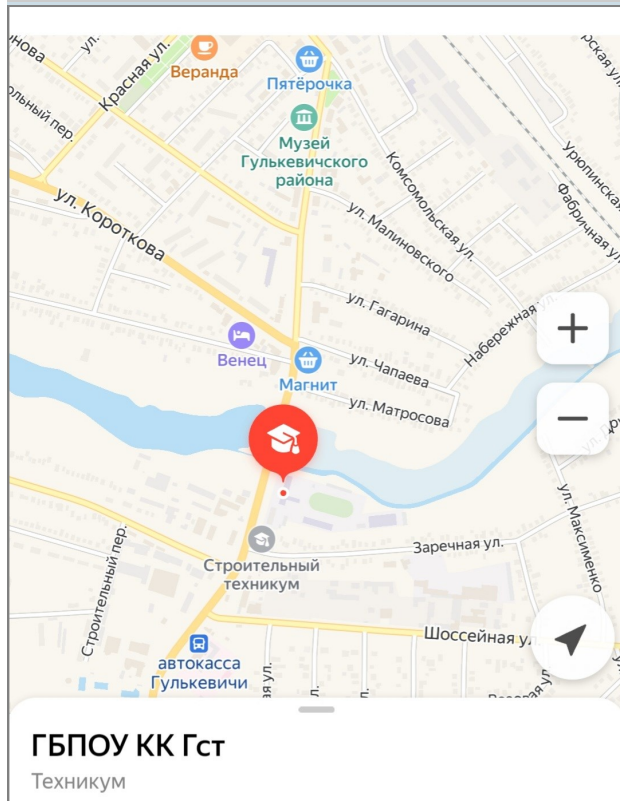 ул.
Красная ул.
Веранда
Пятёрочка
Музей
Гулькевичского
района
Комсомольская ул.
Урюпинская
Фабричная ул.
ул. Короткова
ул. Малиновского
ул. Гагарина
Набережная ул.
Венец
Магнит
ул. Чапаева
ул. Матросова
Строительный
техникум
Заречная ул.
ул. Максименко
Строительный пер.
Шоссейная ул.
автокасса
Гулькевичи
ГБПОУ КК Гст
Техникум